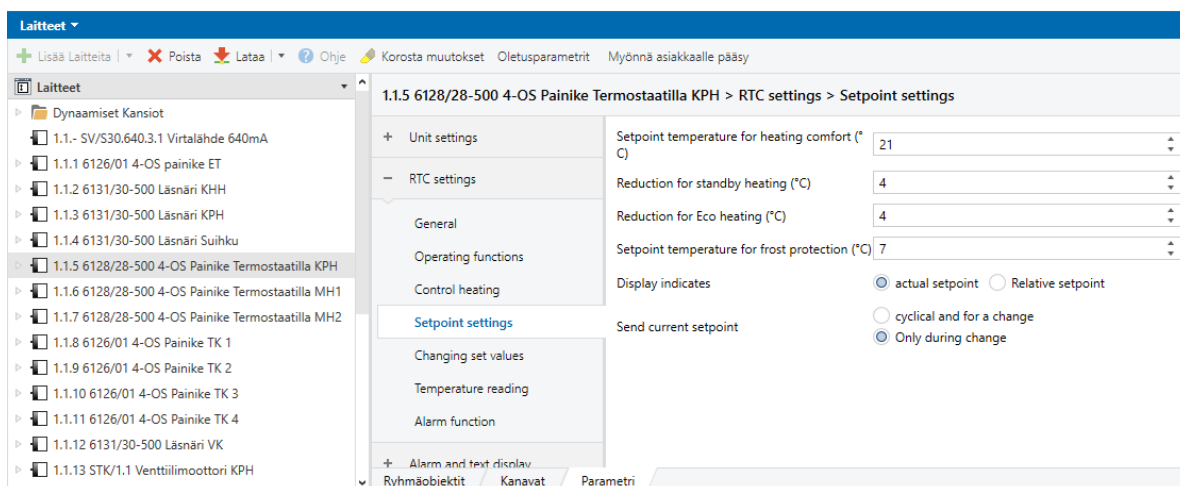 Laitteet
Lisää Laitteita Poista Lataa Ohje Korosta muutokset Oletusparametrit Myönnä asiakkaalle pääsy
Laitteet
Dynaamiset Kansiot
1.1.- SV/S30.640.3.1 Virtalähde 640mA
1.1.1 6126/01 4-OS painike ET
1.1.2 6131/30-500 Läsnäri KHH
1.1.3 6131/30-500 Läsnäri KPH
1.1.4 6131/30-500 Läsnäri Suihku
1.1.5 6128/28-500 4-OS Painike Termostaatilla KPH
1.1.6 6128/28-500 4-OS Painike Termostaatilla MH1
1.1.7 6128/28-500 4-OS Painike Termostaatilla MH2
1.1.8 6126/01 4-OS Painike TK 1
1.1.9 6126/01 4-OS Painike TK 2
1.1.10 6126/01 4-OS Painike TK 3
1.1.11 6126/01 4-OS Painike TK 4
1.1.12 6131/30-500 Läsnäri VK
1.1.13 STK/1.1 Venttiilimoottori KPH
1.1.5 6128/28-500 4-OS Painike Termostaatilla KPH > RTC settings > Setpoint settings
+ Unit settings
− RTC settings
General
Operating functions
Control heating
Setpoint settings
Changing set values
Temperature reading
Alarm function
+ Alarm and text display
Setpoint temperature for heating comfort (°
C)
21
Reduction for standby heating (°C) 4
Reduction for Eco heating (°C) 4
Setpoint temperature for frost protection (°C) 7
Display indicates actual setpoint Relative setpoint
Send current setpoint
cyclical and for a change
Only during change
Ryhmäobjektit Kanavat Parametri